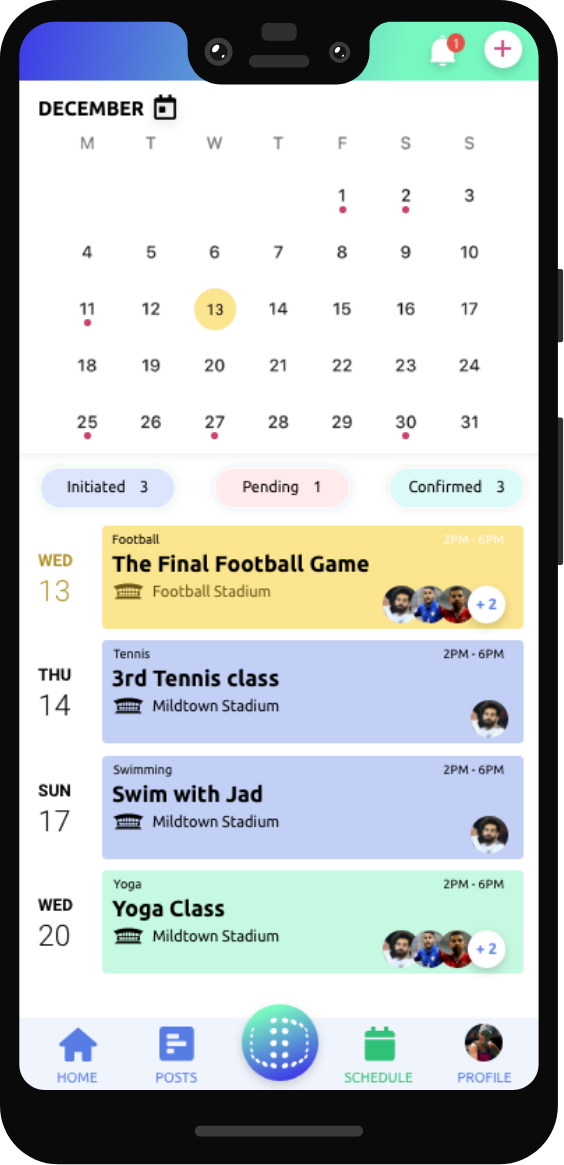 1
DECEMBER
M T W T F S S
1 2 3
4 5 6 7 8 9 10
11 12 13 14 15 16 17
18 19 20 21 22 23 24
25 26 27 28 29 30 31
Initiated 3 Pending 1 Confirmed 3
Football 2PM - 6PM
WED
The Final Football Game
13
Football Stadium
+ 2
Tennis 2PM - 6PM
THU
3rd Tennis class
14
Mildtown Stadium
Swimming 2PM - 6PM
SUN
Swim with Jad
17
Mildtown Stadium
Yoga 2PM - 6PM
WED
Yoga Class
20
Mildtown Stadium
+ 2
HOME POSTS SCHEDULE PROFILE